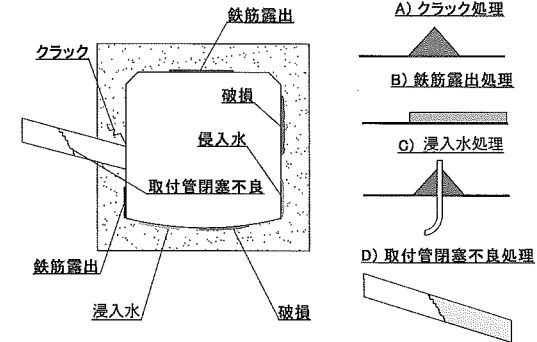 鉄筋露出
クラック
破損
侵入水
取付管閉塞不良
鉄筋露出
浸入水
破損
A) クラック処理
B) 鉄筋露出処理
C) 浸入水処理
D) 取付管閉塞不良処理